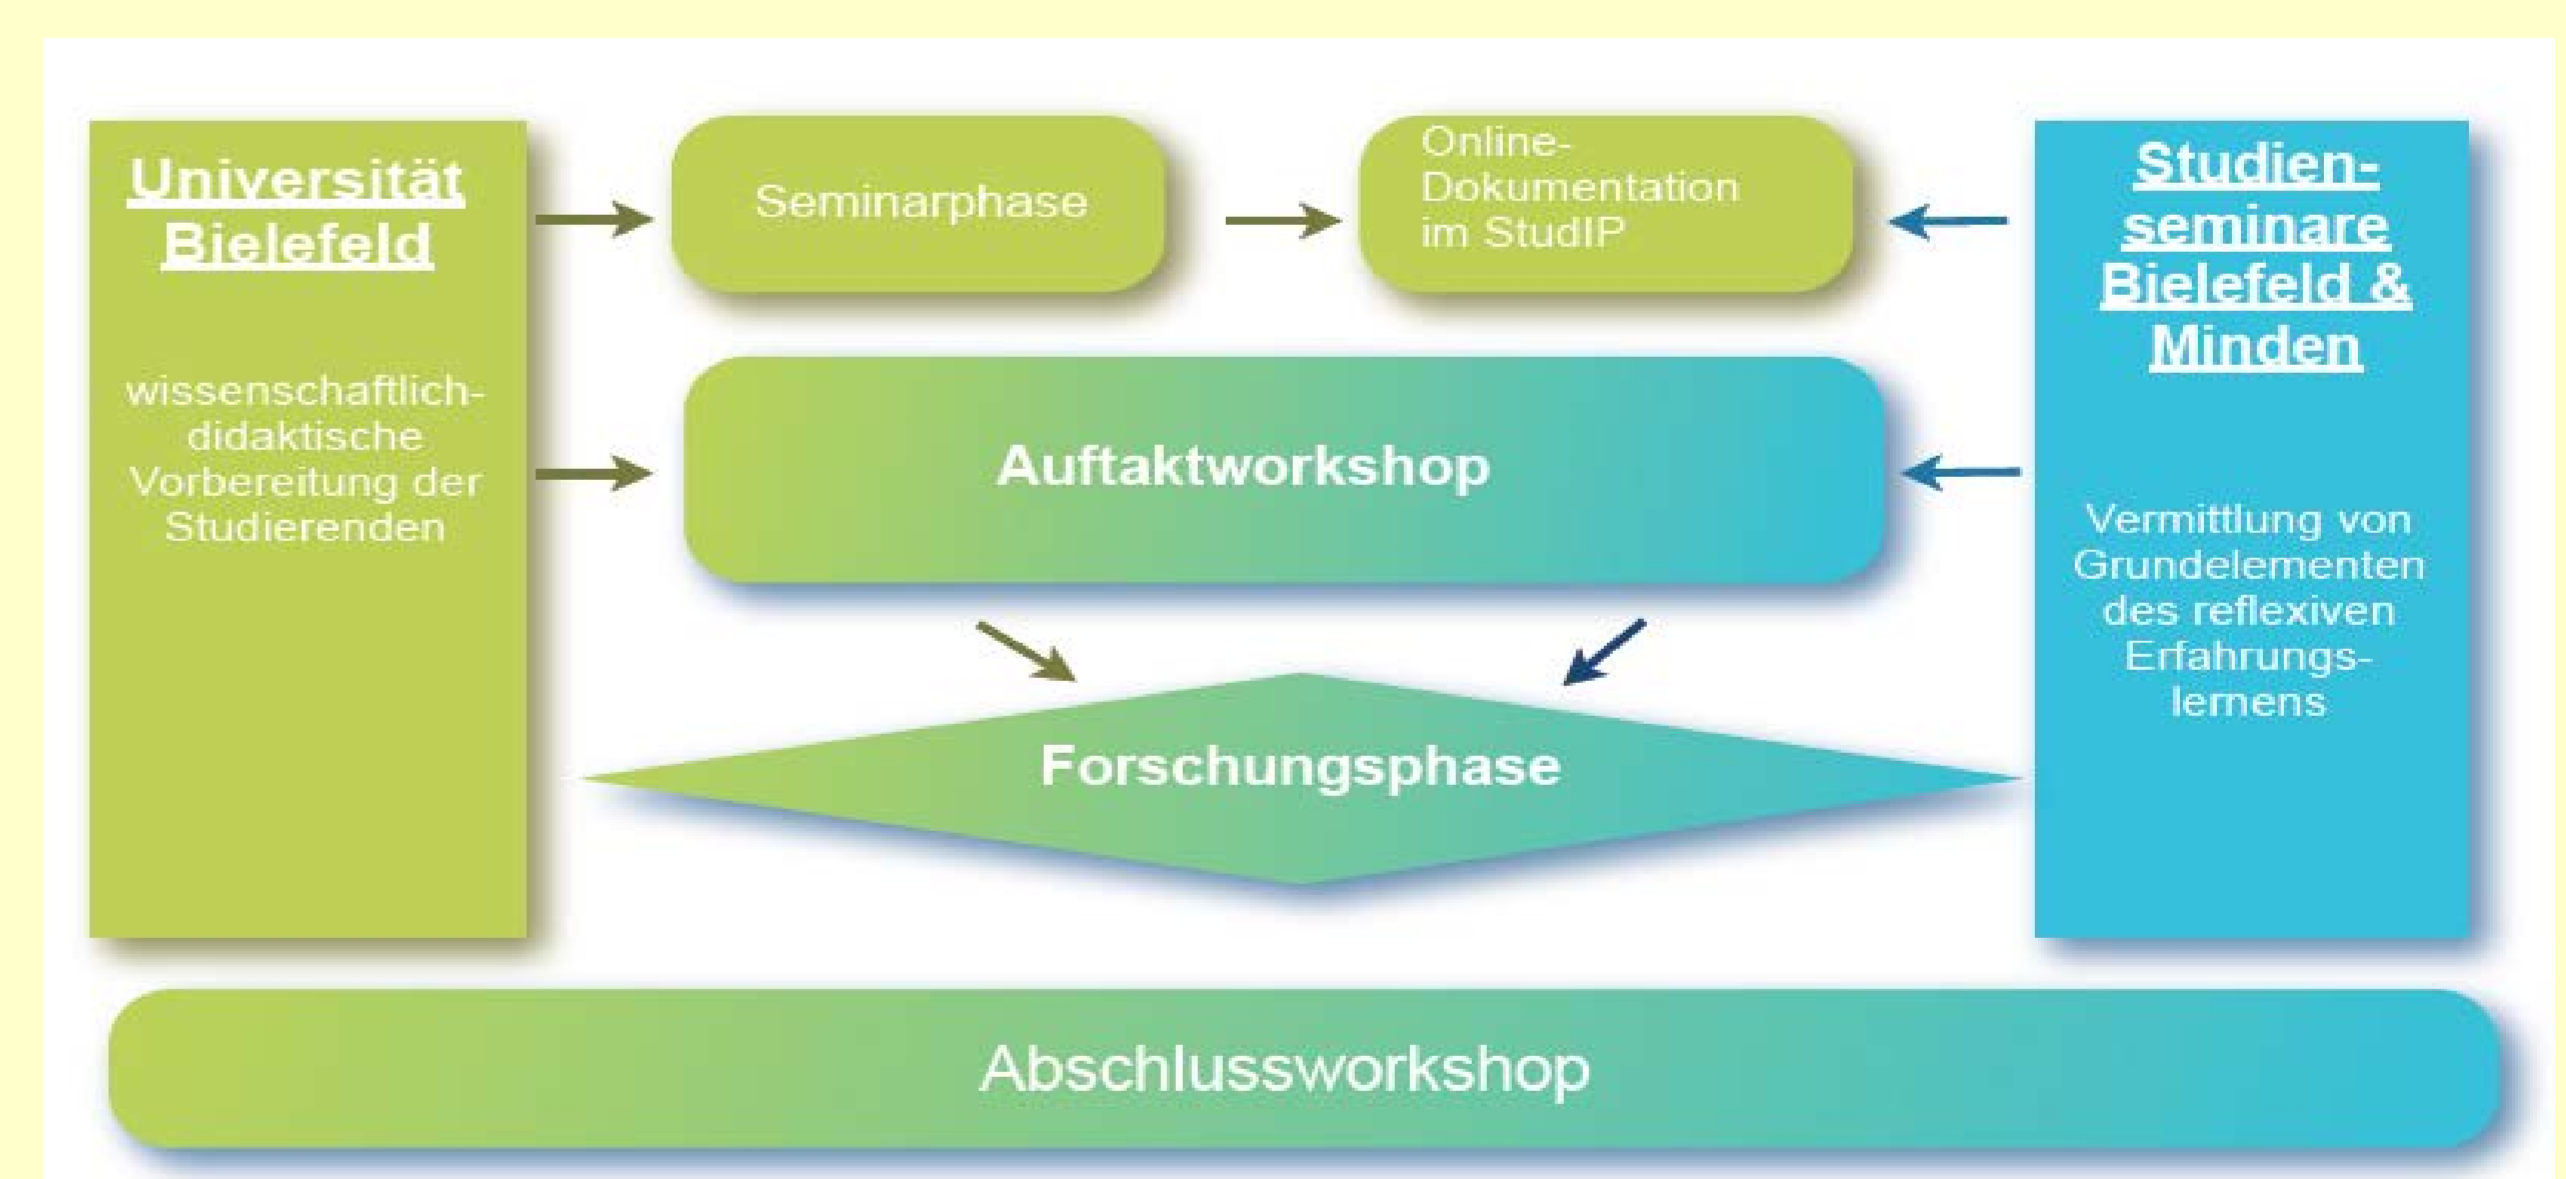 Universität
Bielefeld
wissenschaftlich-
didaktische
Vorbereitung der
Studierenden
Seminarphase
Online-
Dokumentation
im StudIP
Studien-
seminare
Bielefeld &
Minden
Vermittlung von
Grundelementen
des reflexiven
Erfahrungs-
lernens
Auftaktworkshop
Forschungsphase
Abschlussworkshop